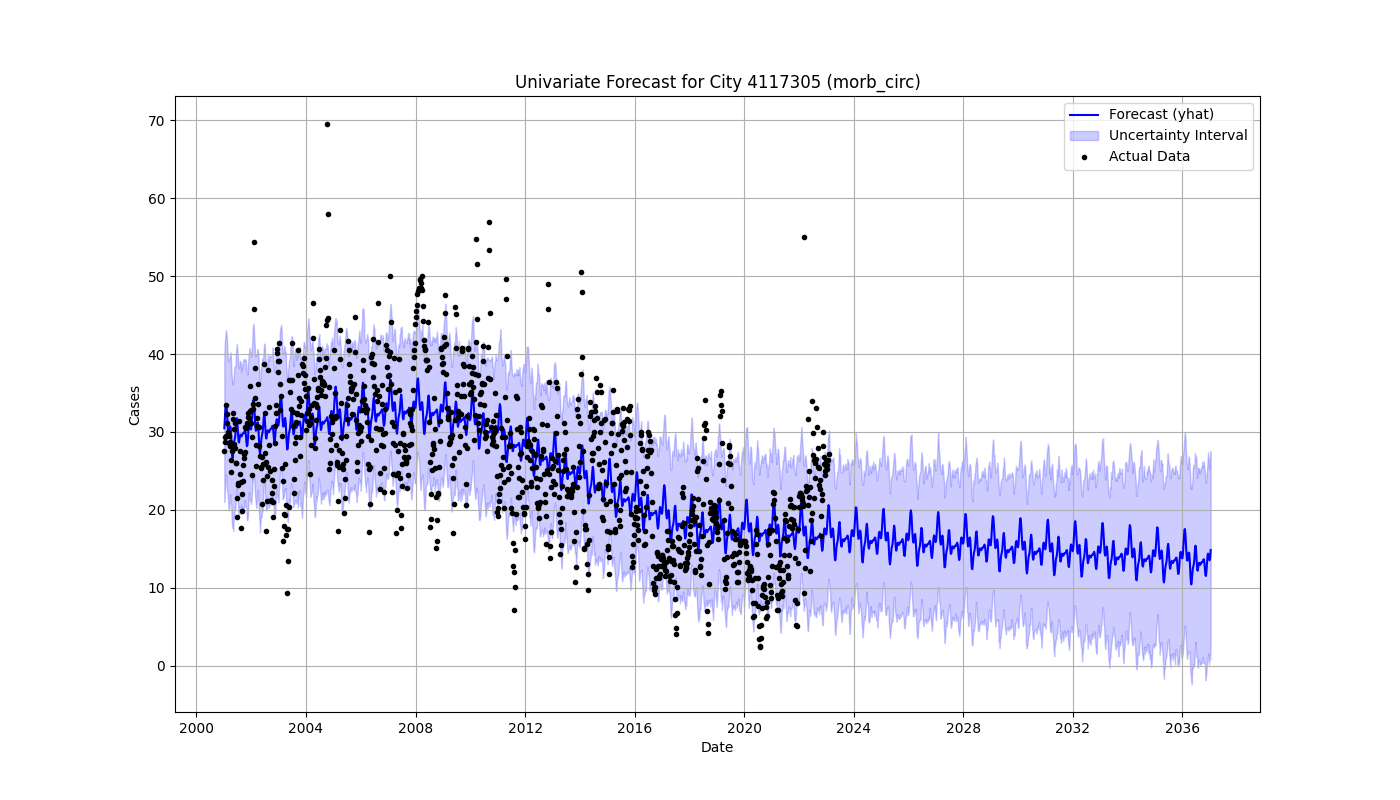 Univariate Forecast for City 4117305 (morb_circ)
Forecast (yhat)
Uncertainty Interval
Actual Data
Cases
70
60
50
40
30
20
10
0
2000 2004 2008 2012 2016 2020 2024 2028 2032 2036
Date